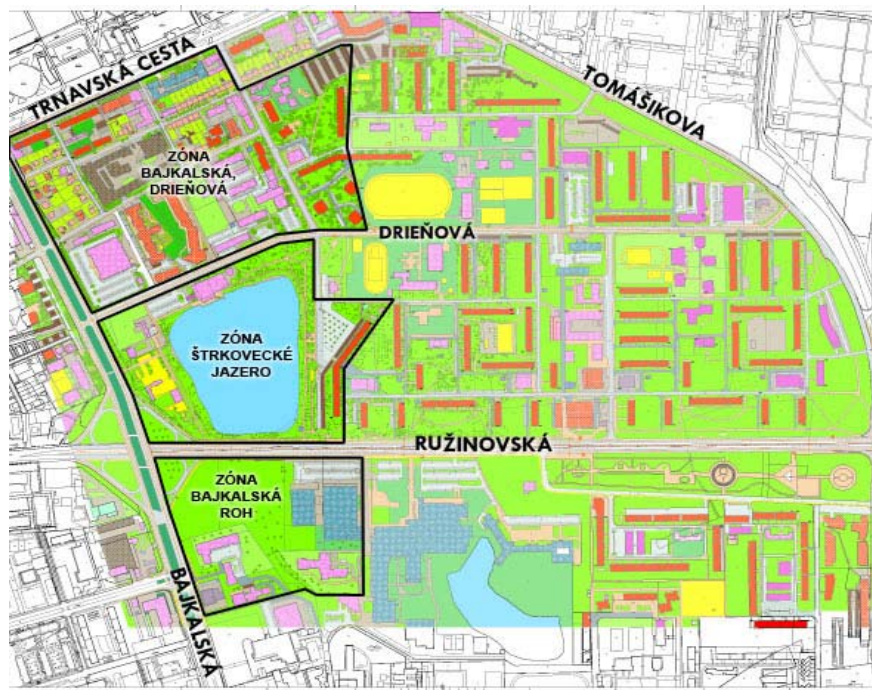 TRNAVSKÁ CESTA
TOMÁŠIKOVA
ZÓNA
BAJKALSKÁ,
DRIEŇOVÁ
DRIEŇOVÁ
ZÓNA
ŠTRKOVECKÉ
JAZERO
RUŽINOVSKÁ
ZÓNA
BAJKALSKÁ
ROH
BAJKALSKÁ